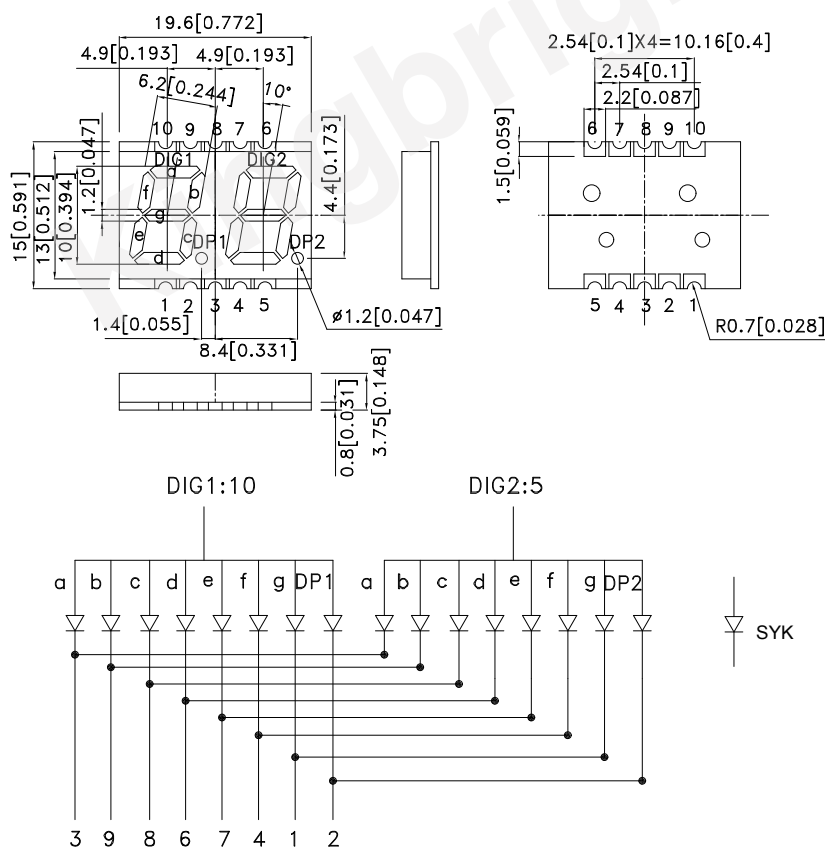 19.6[0.772]
4.9[0.193] 4.9[0.193]
6.2[0.244] 10°
10 9 8 7 6
DIG1 DIG2
a
f b
g
e c
d
DP1 DP2
15[0.591]
13[0.512]
10[0.394]
1.2[0.047]
4.4[0.173]
1 2 3 4 5
1.4[0.055]
8.4[0.331]
ø1.2[0.047]
0.8[0.031]
3.75[0.148]
2.54[0.1]X4=10.16[0.4]
2.54[0.1]
2.2[0.087]
6 7 8 9 10
1.5[0.059]
5 4 3 2 1
R0.7[0.028]
Kingbright
DIG1:10 DIG2:5
a b c d e f g DP1 a b c d e f g DP2
SYK
3 9 8 6 7 4 1 2